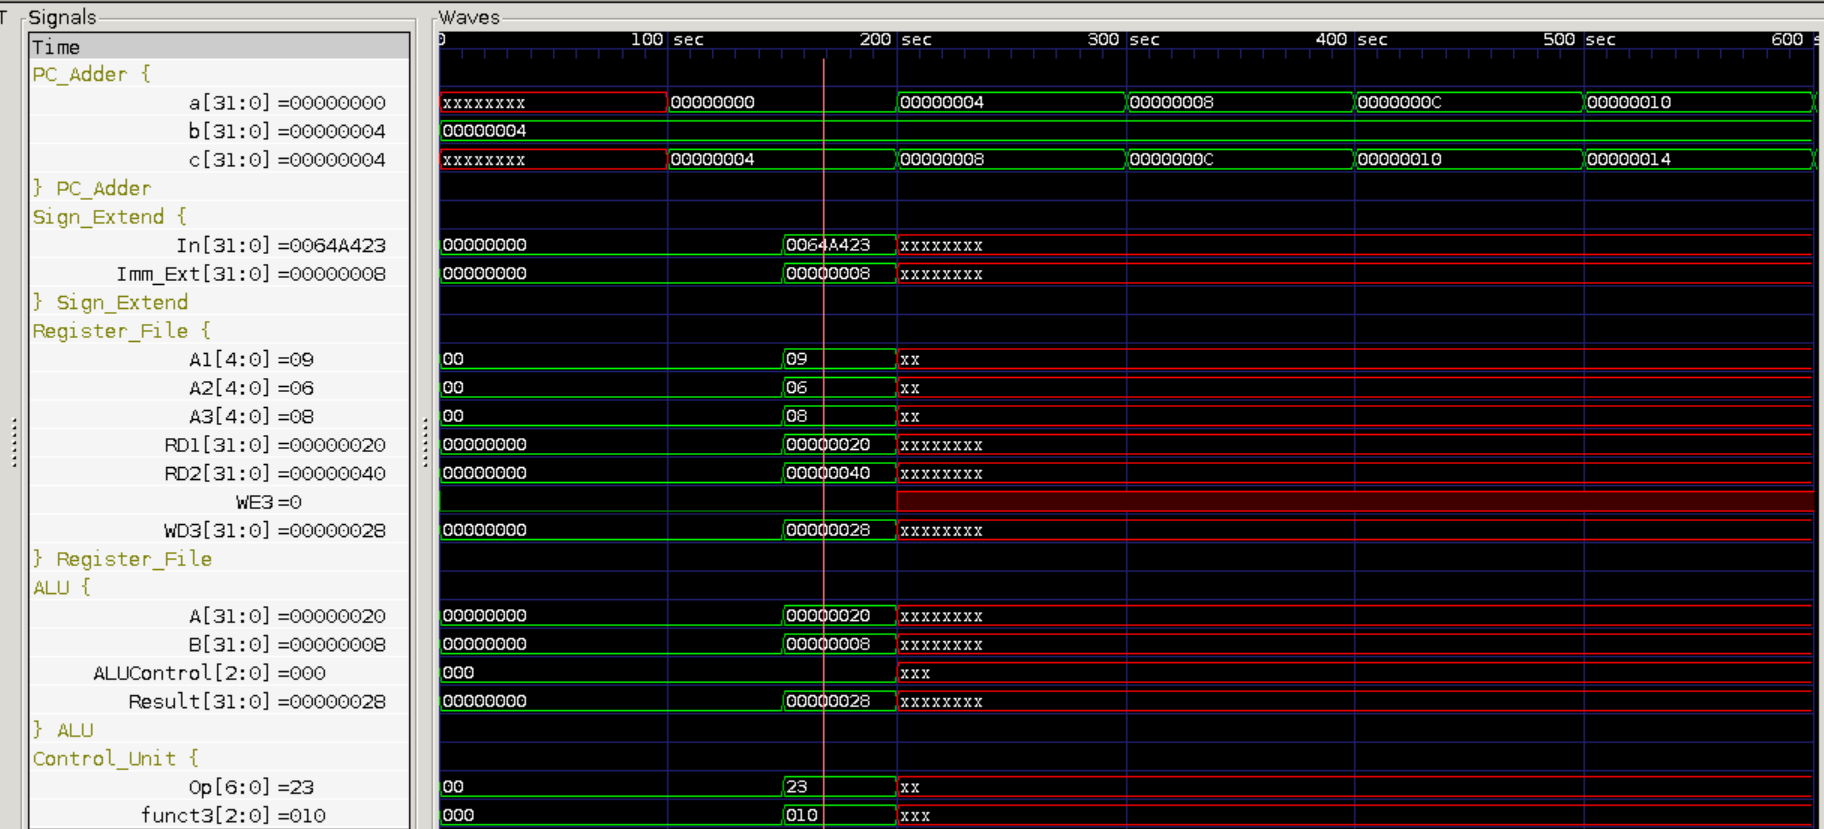 T Signals Waves
Time 0 100 sec 200 sec 300 sec 400 sec 500 sec 600 s
PC_Adder {
a[31:0] =00000000 xxxxxxxx 00000000 00000004 00000008 0000000C 00000010
b[31:0] =00000004 00000004
c[31:0] =00000004 xxxxxxxx 00000004 00000008 0000000C 00000010 00000014
} PC_Adder
Sign_Extend {
In[31:0] =0064A423 00000000 0064A423 xxxxxxxx
Imm_Ext[31:0] =00000008 00000000 00000008 xxxxxxxx
} Sign_Extend
Register_File {
A1[4:0] =09 00 09 xx
A2[4:0] =06 00 06 xx
A3[4:0] =08 00 08 xx
RD1[31:0] =00000020 00000000 00000020 xxxxxxxx
RD2[31:0] =00000040 00000000 00000040 xxxxxxxx
WE3 =0
WD3[31:0] =00000028 00000000 00000028 xxxxxxxx
} Register_File
ALU {
A[31:0] =00000020 00000000 00000020 xxxxxxxx
B[31:0] =00000008 00000000 00000008 xxxxxxxx
ALUControl[2:0] =000 000 xxx
Result[31:0] =00000028 00000000 00000028 xxxxxxxx
} ALU
Control_Unit {
Op[6:0] =23 00 23 xx
funct3[2:0] =010 000 010 xxx